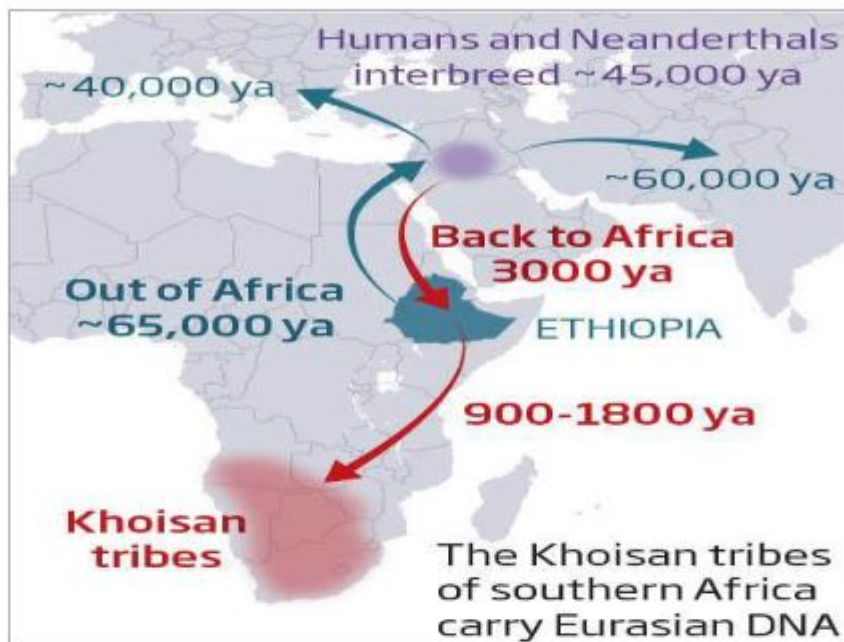 Humans and Neanderthals
interbreed ~45,000 ya
~40,000 ya
~60,000 ya
Back to Africa
3000 ya
Out of Africa
~65,000 ya
ETHIOPIA
900-1800 ya
Khoisan
tribes
The Khoisan tribes
of southern Africa
carry Eurasian DNA